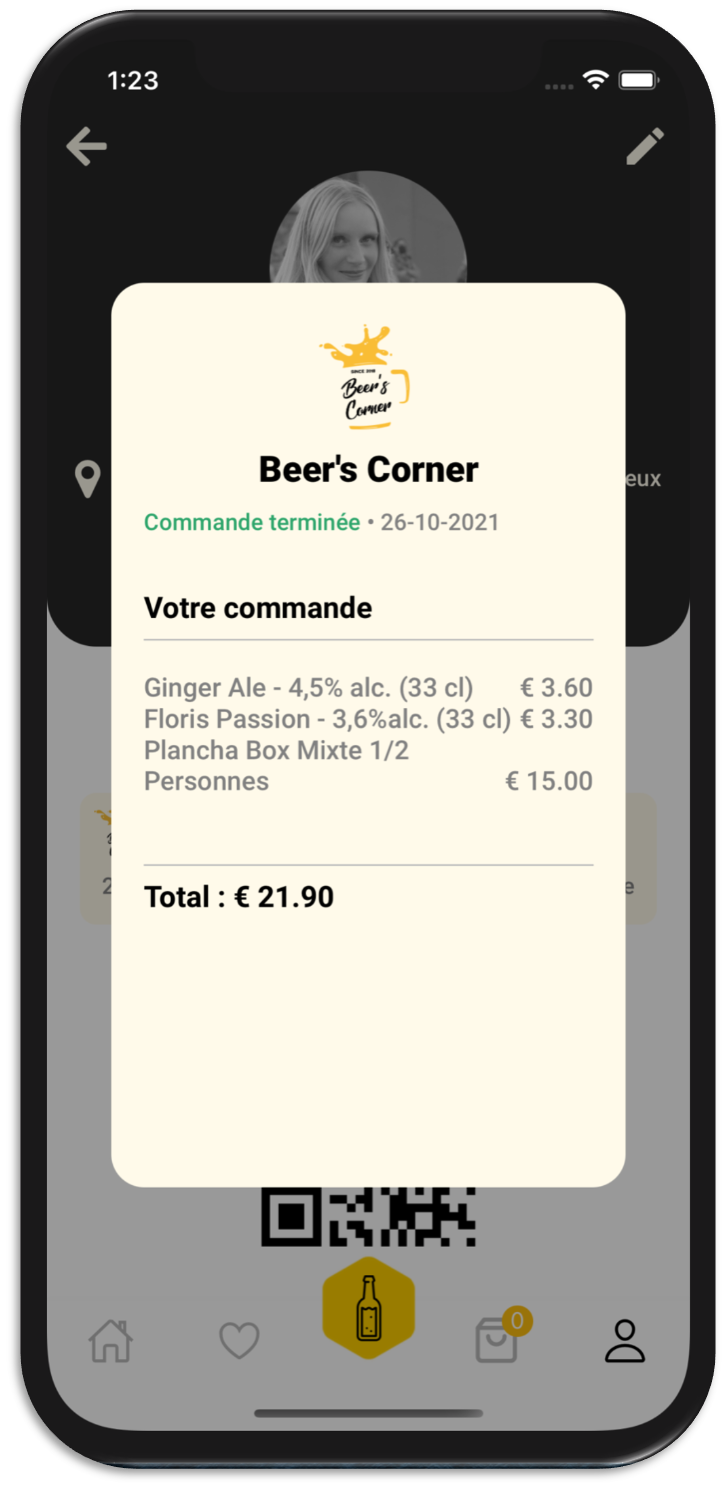 1:23
SINCE 2018
Beer's
Corner
Beer's Corner
eux
Commande terminée • 26-10-2021
Votre commande
Ginger Ale - 4,5% alc. (33 cl) € 3.60
Floris Passion - 3,6%alc. (33 cl) € 3.30
Plancha Box Mixte 1/2
Personnes € 15.00
2
e
Total : € 21.90
0